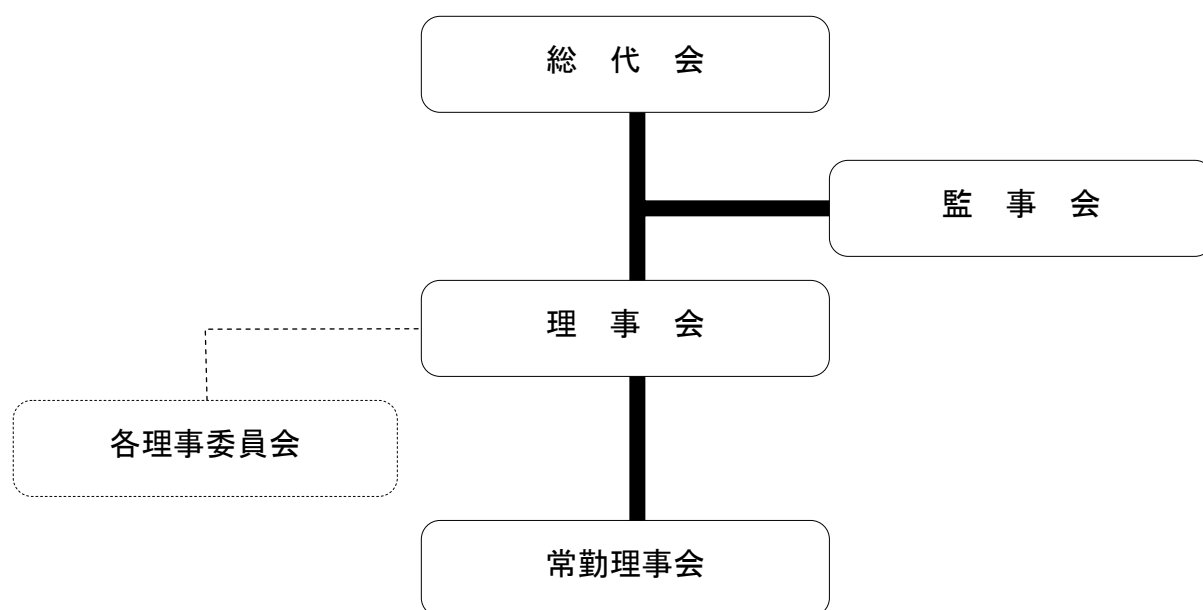 総　代　会
監　事　会
理　事　会
各理事委員会
常勤理事会